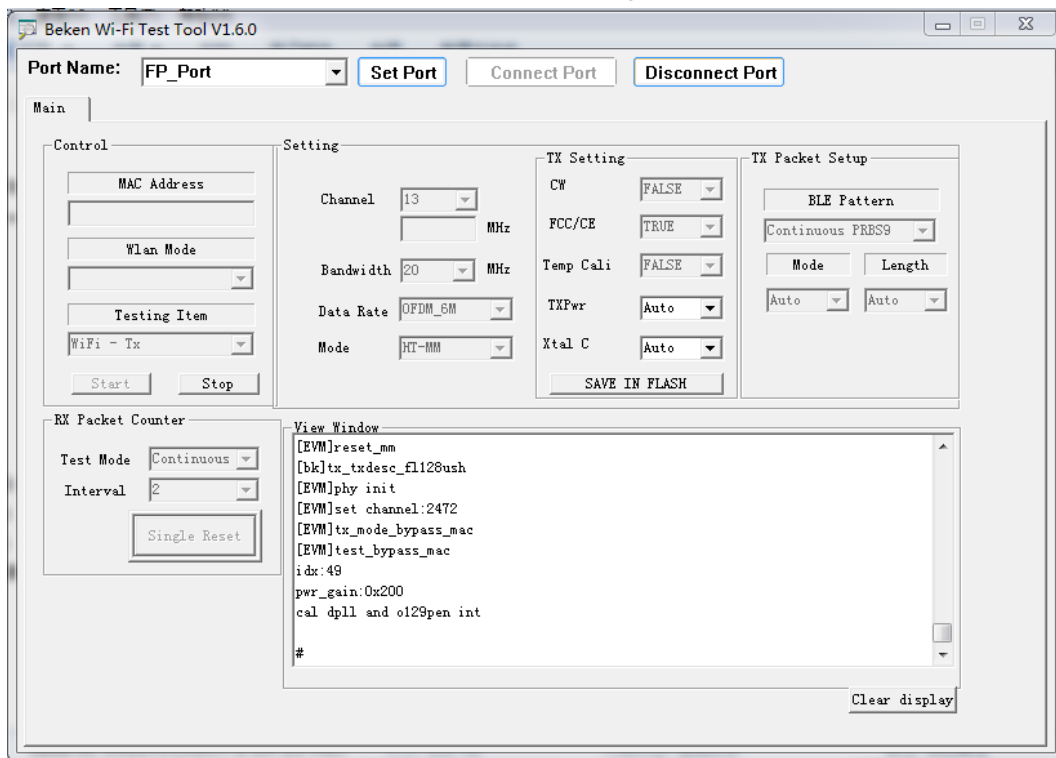 Beken Wi-Fi Test Tool V1.6.0
Port Name: FP_Port Set Port Connect Port Disconnect Port
Main
Control
MAC Address
Wlan Mode
Testing Item
WiFi - Tx
Start Stop
Setting
Channel 13
MHz
Bandwidth 20 MHz
Data Rate OFDM_6M
Mode HT-MM
TX Setting
CW FALSE
FCC/CE TRUE
Temp Cali FALSE
TXPwr Auto
Xtal C Auto
SAVE IN FLASH
TX Packet Setup
BLE Pattern
Continuous PRBS9
Mode Length
Auto Auto
RX Packet Counter
Test Mode Continuous
Interval 2
Single Reset
View Window
[EVM]reset_mm
[bk]tx_txdesc_fl128ush
[EVM]phy init
[EVM]set channel:2472
[EVM]tx_mode_bypass_mac
[EVM]test_bypass_mac
idx:49
pwr_gain:0x200
cal dpll and o129pen int
#
Clear display